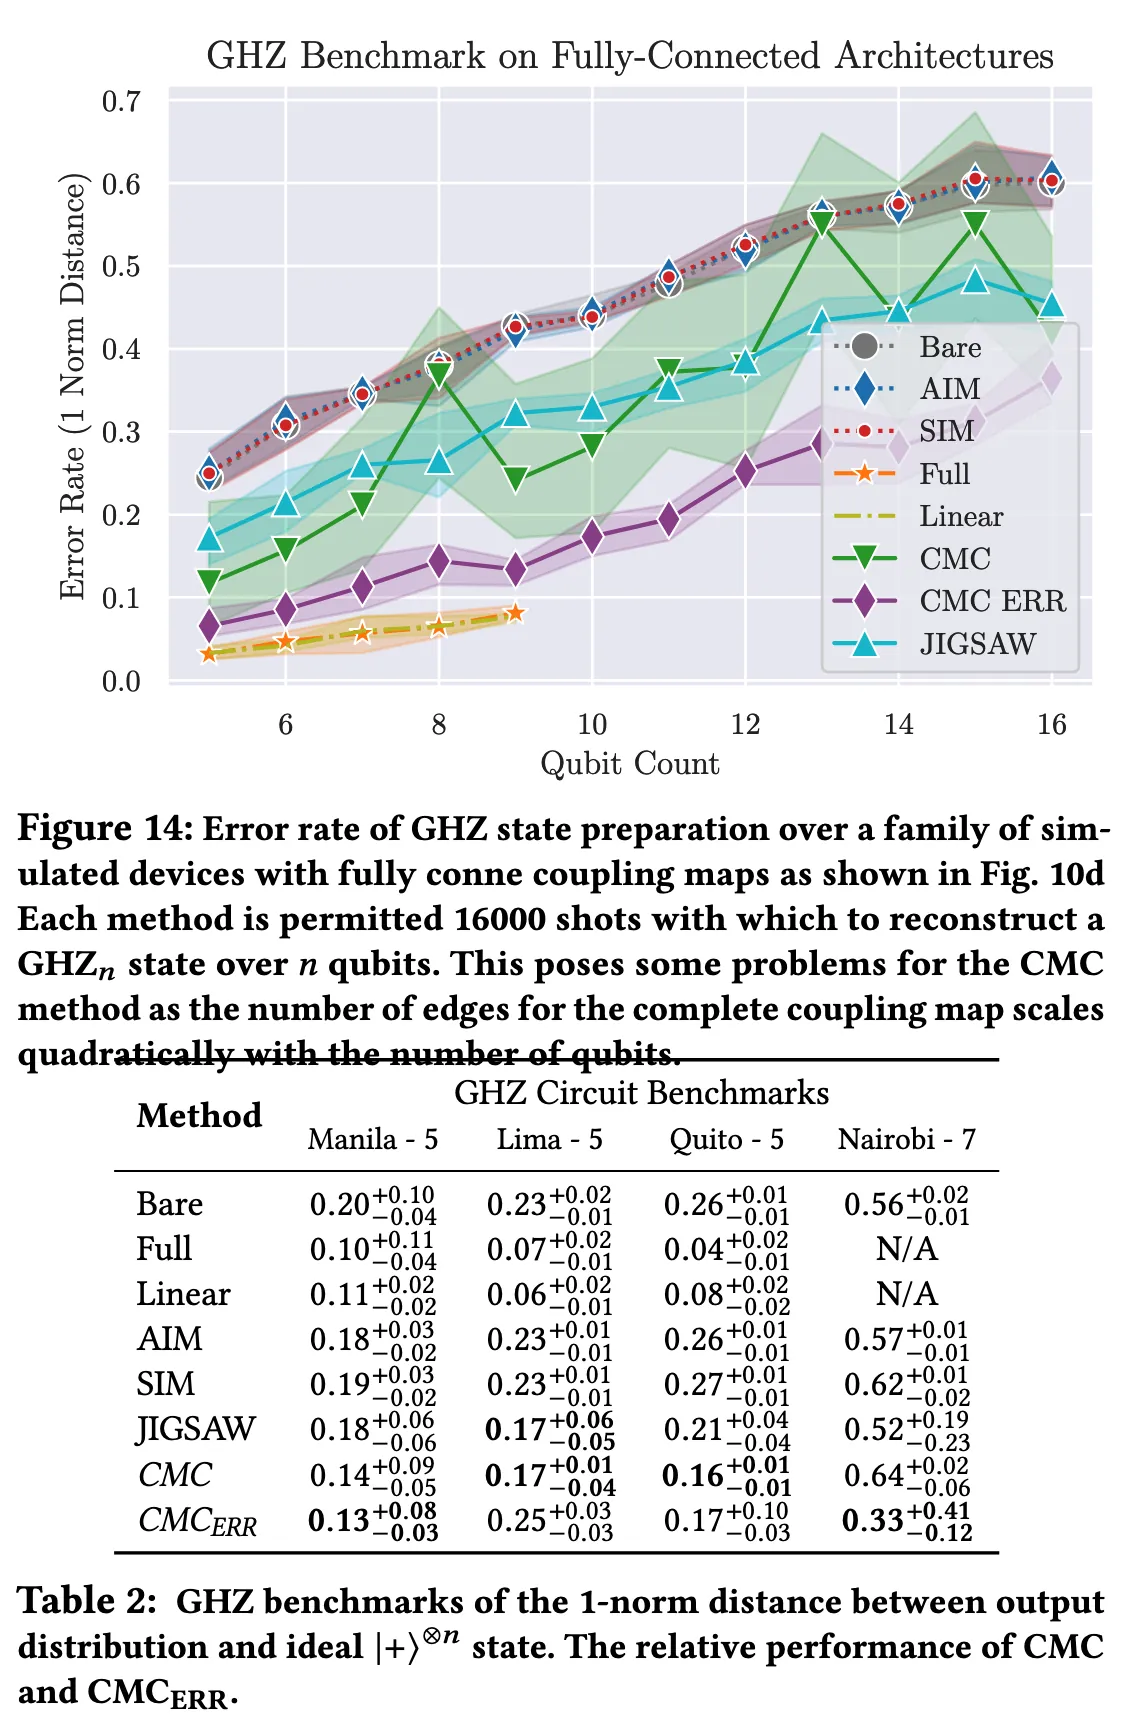 GHZ Benchmark on Fully-Connected Architectures
0.7
0.6
0.5
0.4
0.3
0.2
0.1
0.0
Error Rate (1 Norm Distance)
6 8 10 12 14 16
Qubit Count
Bare
AIM
SIM
Full
Linear
CMC
CMC ERR
JIGSAW
Figure 14: Error rate of GHZ state preparation over a family of sim-
ulated devices with fully conne coupling maps as shown in Fig. 10d
Each method is permitted 16000 shots with which to reconstruct a
GHZₙ state over n qubits. This poses some problems for the CMC
method as the number of edges for the complete coupling map scales
quadratically with the number of qubits.
GHZ Circuit Benchmarks
Method
Manila - 5 Lima - 5 Quito - 5 Nairobi - 7
Bare 0.20 +0.10 −0.04 0.23 +0.02 −0.01 0.26 +0.01 −0.01 0.56 +0.02 −0.01
Full 0.10 +0.11 −0.04 0.07 +0.02 −0.01 0.04 +0.02 −0.01 N/A
Linear 0.11 +0.02 −0.02 0.06 +0.02 −0.01 0.08 +0.02 −0.02 N/A
AIM 0.18 +0.03 −0.02 0.23 +0.01 −0.01 0.26 +0.01 −0.01 0.57 +0.01 −0.01
SIM 0.19 +0.03 −0.02 0.23 +0.01 −0.01 0.27 +0.01 −0.01 0.62 +0.01 −0.02
JIGSAW 0.18 +0.06 −0.06 0.17 +0.06 −0.05 0.21 +0.04 −0.04 0.52 +0.19 −0.23
CMC 0.14 +0.09 −0.05 0.17 +0.01 −0.04 0.16 +0.01 −0.01 0.64 +0.02 −0.06
CMC_ERR 0.13 +0.08 −0.03 0.25 +0.03 −0.03 0.17 +0.10 −0.03 0.33 +0.41 −0.12
Table 2: GHZ benchmarks of the 1-norm distance between output
distribution and ideal |+⟩^⊗n state. The relative performance of CMC
and CMC_ERR.